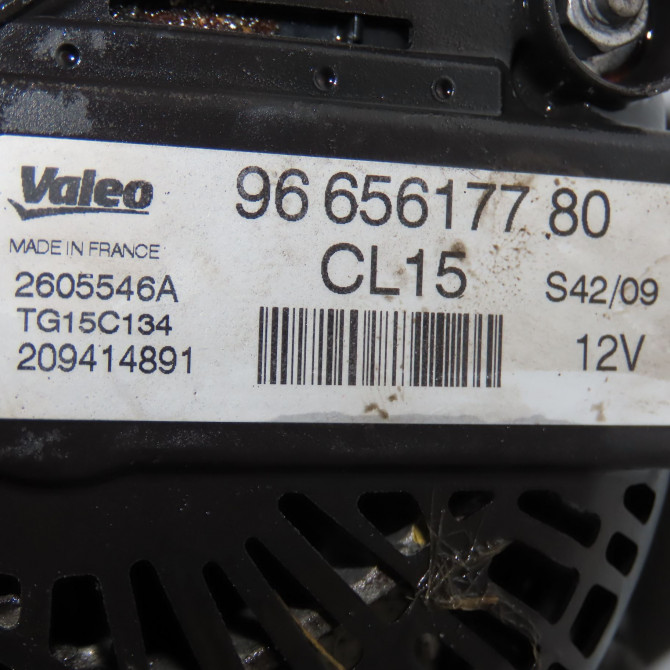 Valeo
96 656177 80
MADE IN FRANCE
CL15
2605546A
S42/09
TG15C134
12V
209414891